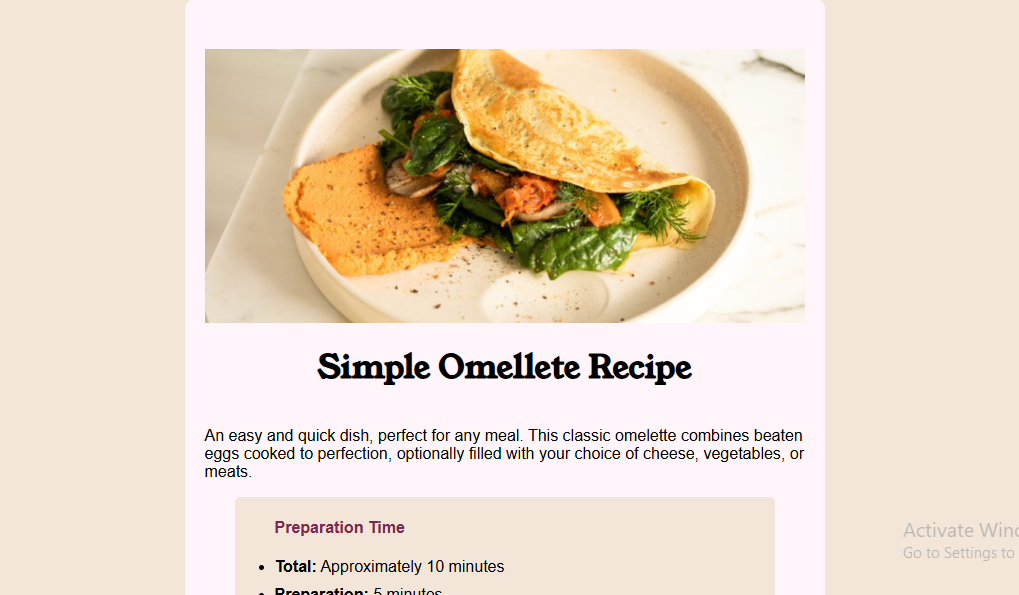 Simple Omellete Recipe
An easy and quick dish, perfect for any meal. This classic omelette combines beaten
eggs cooked to perfection, optionally filled with your choice of cheese, vegetables, or
meats.
Preparation Time
• Total: Approximately 10 minutes
• Preparation: 5 minutes
Activate Win
Go to Settings to